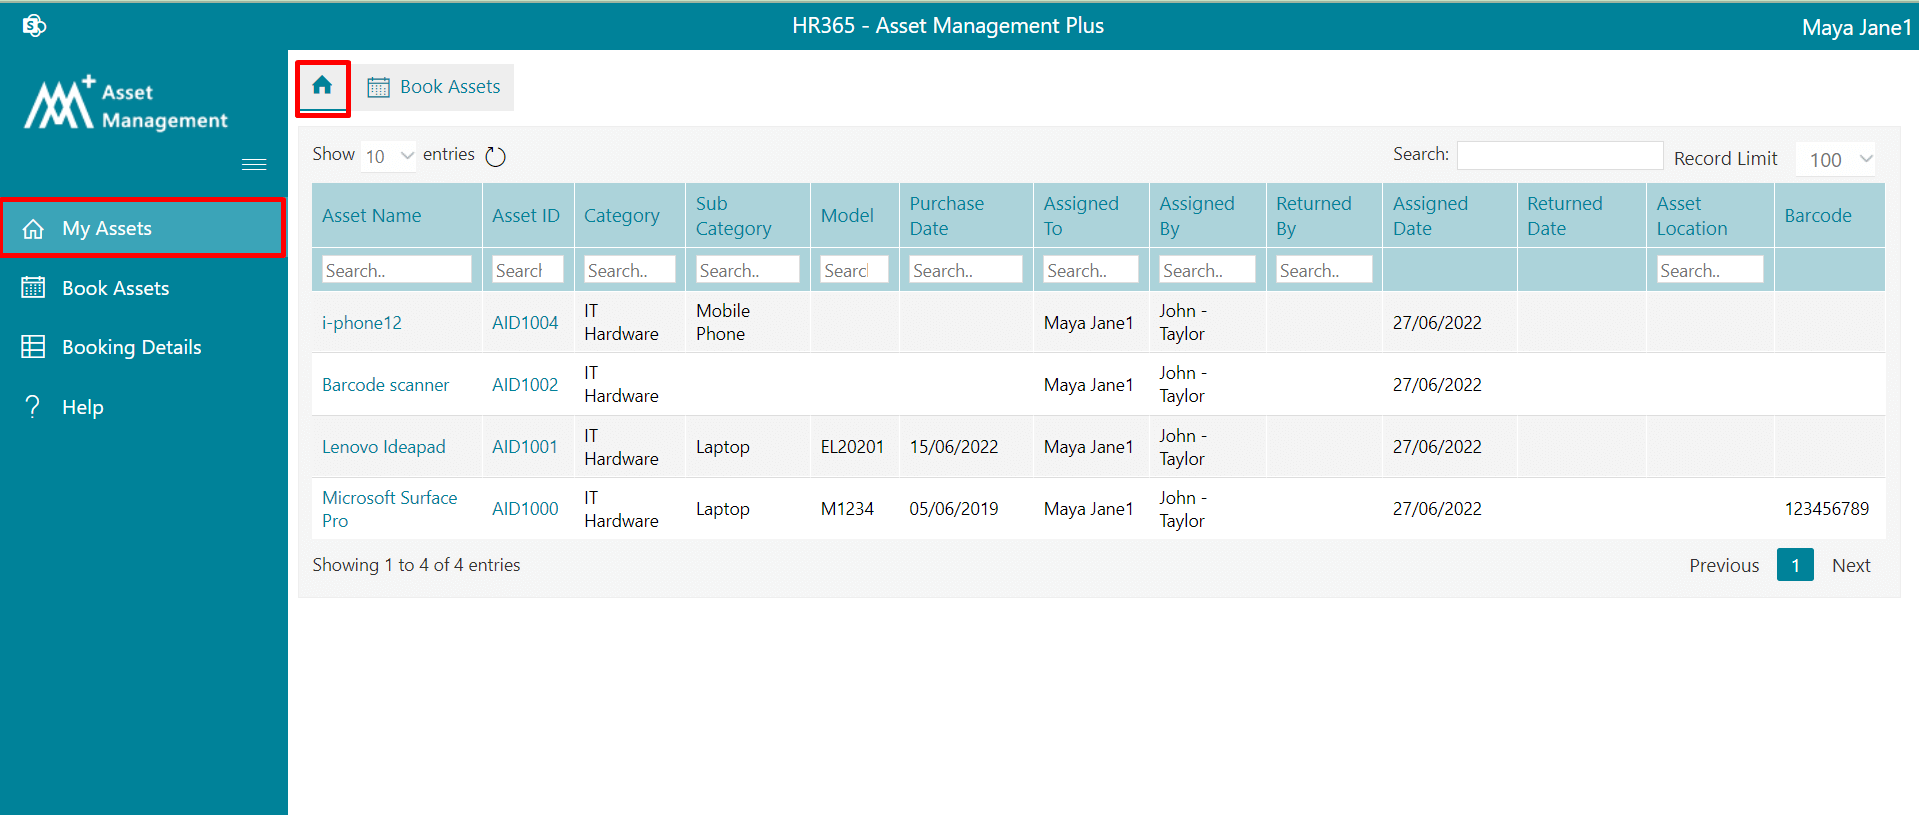 HR365 - Asset Management Plus
Maya Jane1
Asset
Management
My Assets
Book Assets
Booking Details
Help
Book Assets
Show 10 entries
Search: Record Limit 100
Asset Name Asset ID Category Sub Category Model Purchase Date Assigned To Assigned By Returned By Assigned Date Returned Date Asset Location Barcode
Search.. Search Search.. Search.. Search Search.. Search.. Search.. Search.. Search..
i-phone12 AID1004 IT Hardware Mobile Phone Maya Jane1 John - Taylor 27/06/2022
Barcode scanner AID1002 IT Hardware Maya Jane1 John - Taylor 27/06/2022
Lenovo Ideapad AID1001 IT Hardware Laptop EL20201 15/06/2022 Maya Jane1 John - Taylor 27/06/2022
Microsoft Surface Pro AID1000 IT Hardware Laptop M1234 05/06/2019 Maya Jane1 John - Taylor 27/06/2022 123456789
Showing 1 to 4 of 4 entries
Previous 1 Next